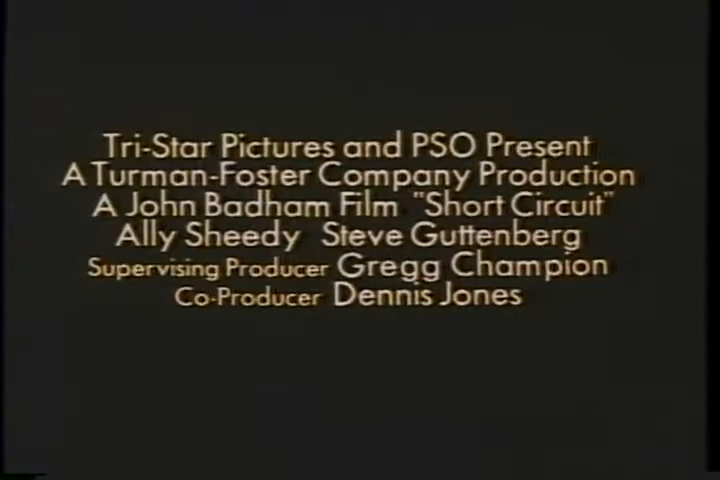 Tri-Star Pictures and PSO Present
A Turman-Foster Company Production
A John Badham Film "Short Circuit"
Ally Sheedy Steve Guttenberg
Supervising Producer Gregg Champion
Co-Producer Dennis Jones